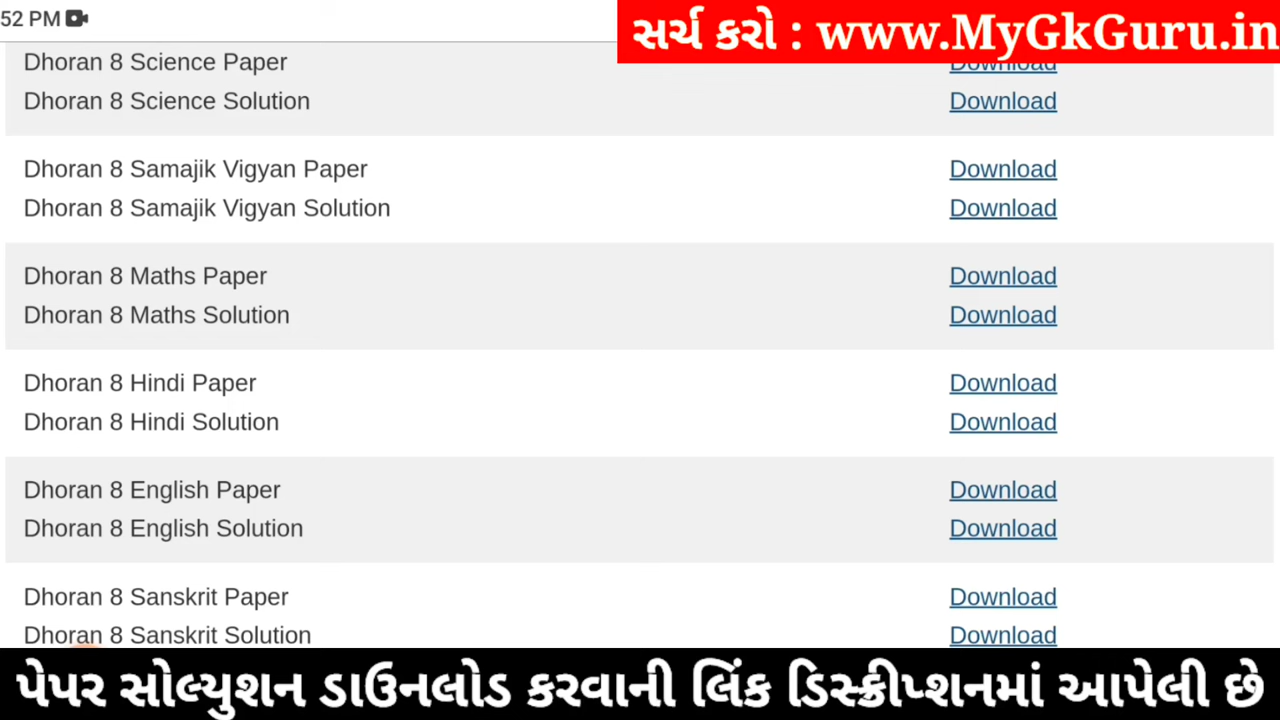 52 PM
સર્ચ કરો : www.MyGkGuru.in
Dhoran 8 Science Paper Download
Dhoran 8 Science Solution Download
Dhoran 8 Samajik Vigyan Paper Download
Dhoran 8 Samajik Vigyan Solution Download
Dhoran 8 Maths Paper Download
Dhoran 8 Maths Solution Download
Dhoran 8 Hindi Paper Download
Dhoran 8 Hindi Solution Download
Dhoran 8 English Paper Download
Dhoran 8 English Solution Download
Dhoran 8 Sanskrit Paper Download
Dhoran 8 Sanskrit Solution Download
પેપર સોલ્યુશન ડાઉનલોડ કરવાની લિંક ડિસ્ક્રીપ્શનમાં આપેલી છે